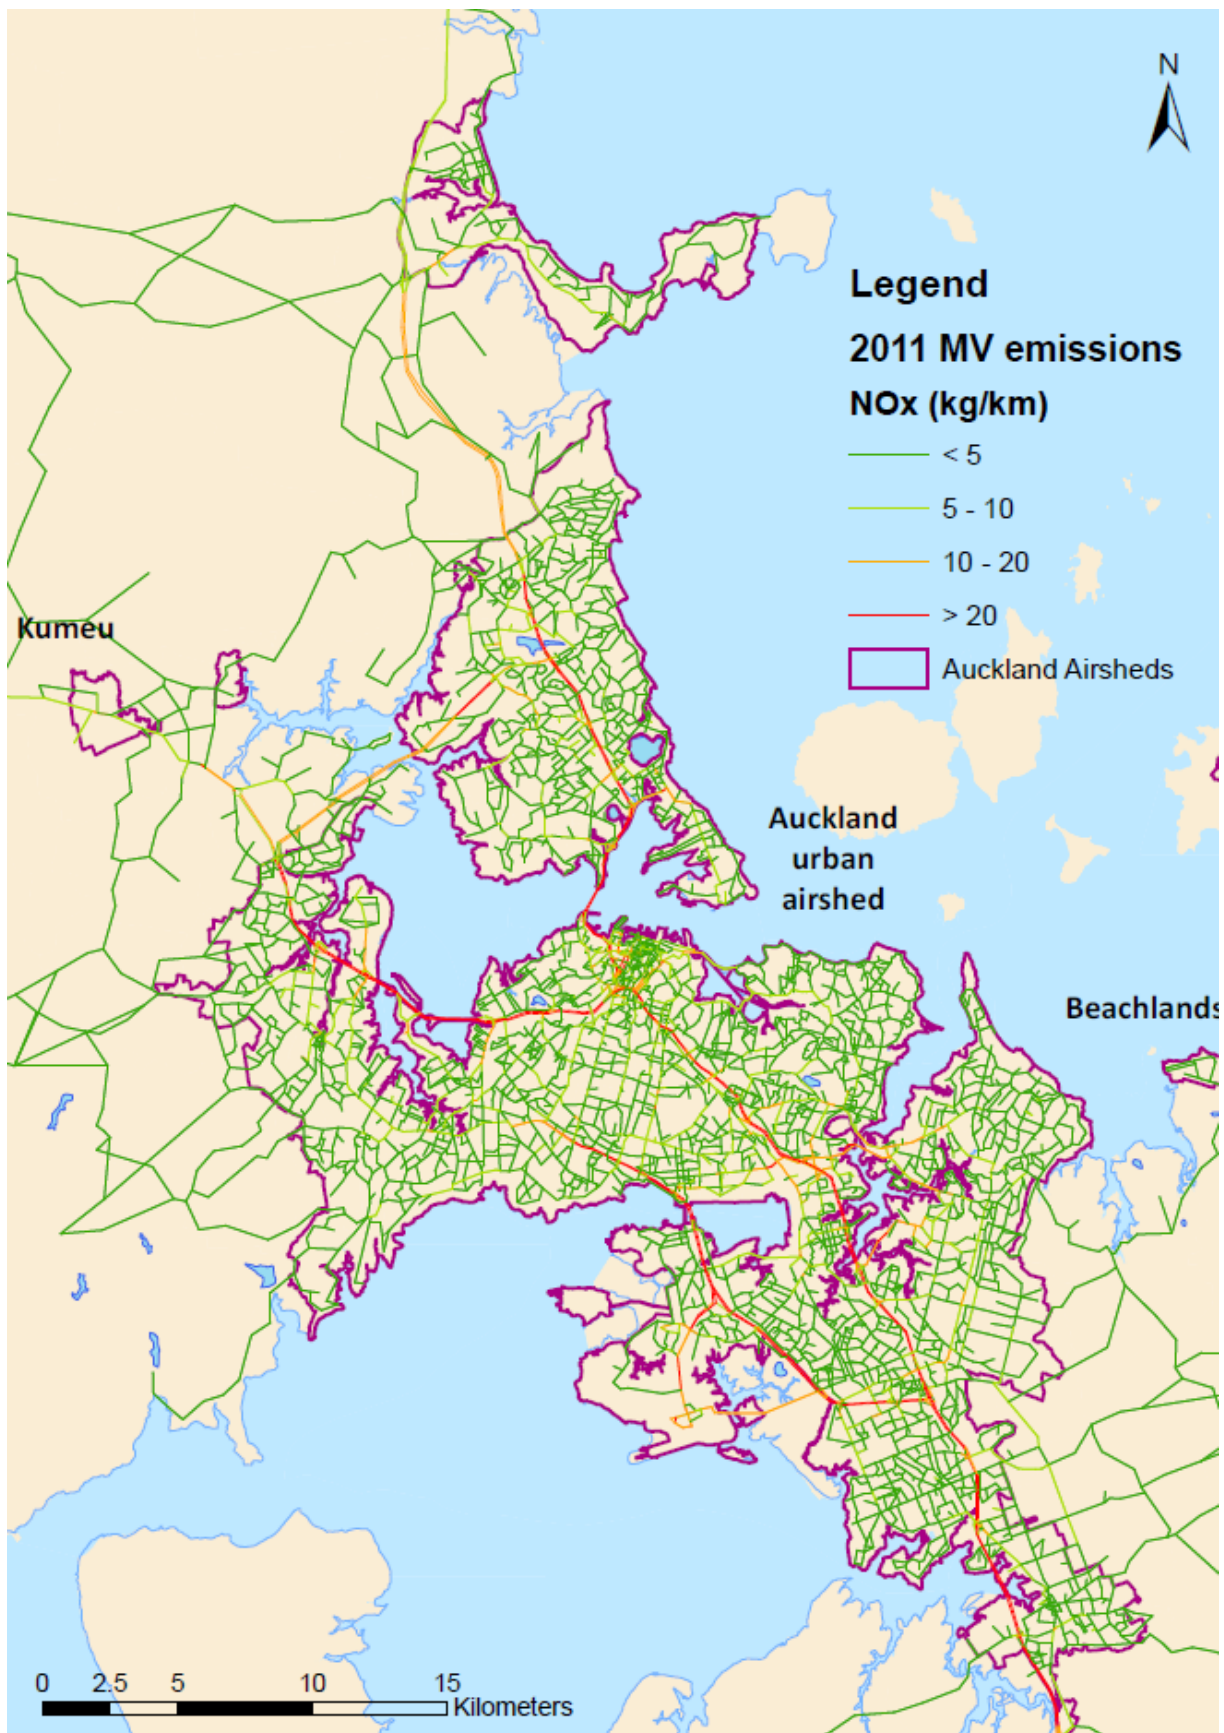 N
Legend
2011 MV emissions
NOx (kg/km)
< 5
5 - 10
10 - 20
> 20
Auckland Airsheds
Kumeu
Auckland
urban
airshed
Beachlands
0 2.5 5 10 15
Kilometers